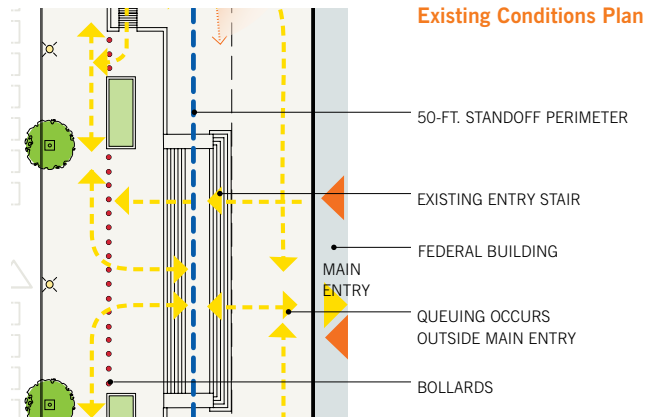 Existing Conditions Plan
50-FT. STANDOFF PERIMETER
EXISTING ENTRY STAIR
FEDERAL BUILDING
MAIN
ENTRY
QUEUING OCCURS
OUTSIDE MAIN ENTRY
BOLLARDS